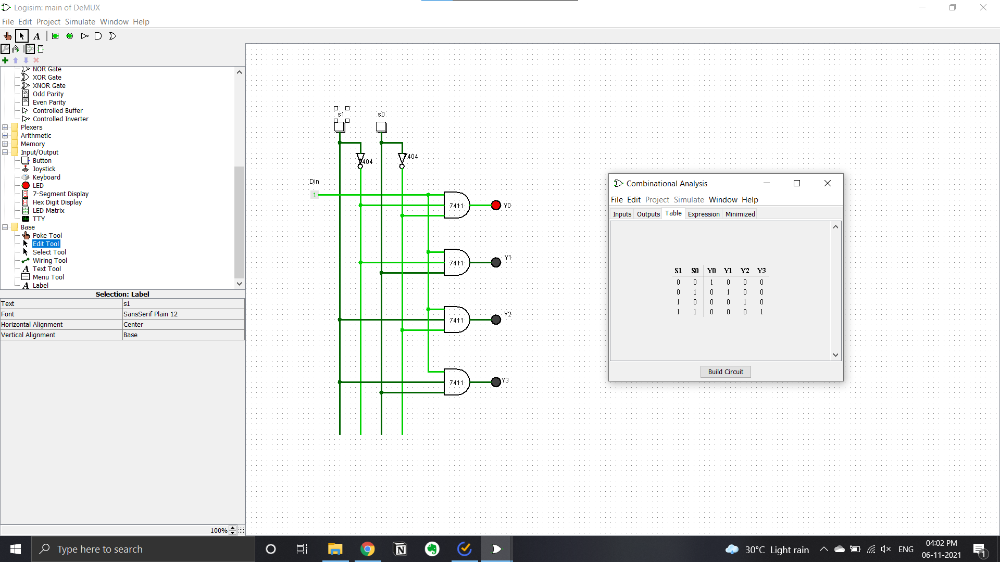 Logisim: main of DeMUX
File Edit Project Simulate Window Help
A
NOR Gate
XOR Gate
XNOR Gate
Odd Parity
Even Parity
Controlled Buffer
Controlled Inverter
Plexers
Arithmetic
Memory
Input/Output
Button
Joystick
Keyboard
LED
7-Segment Display
Hex Digit Display
LED Matrix
TTY
Base
Poke Tool
Edit Tool
Select Tool
Wiring Tool
A Text Tool
Menu Tool
A Label
Selection: Label
Text s1
Font SansSerif Plain 12
Horizontal Alignment Center
Vertical Alignment Base
100%
s1 s0
404 404
Din
1
7411 Y0
7411 Y1
7411 Y2
7411 Y3
Combinational Analysis
File Edit Project Simulate Window Help
Inputs Outputs Table Expression Minimized
S1 S0 Y0 Y1 Y2 Y3
0 0 1 0 0 0
0 1 0 1 0 0
1 0 0 0 1 0
1 1 0 0 0 1
Build Circuit
Type here to search
30°C Light rain
ENG
04:02 PM
06-11-2021
1